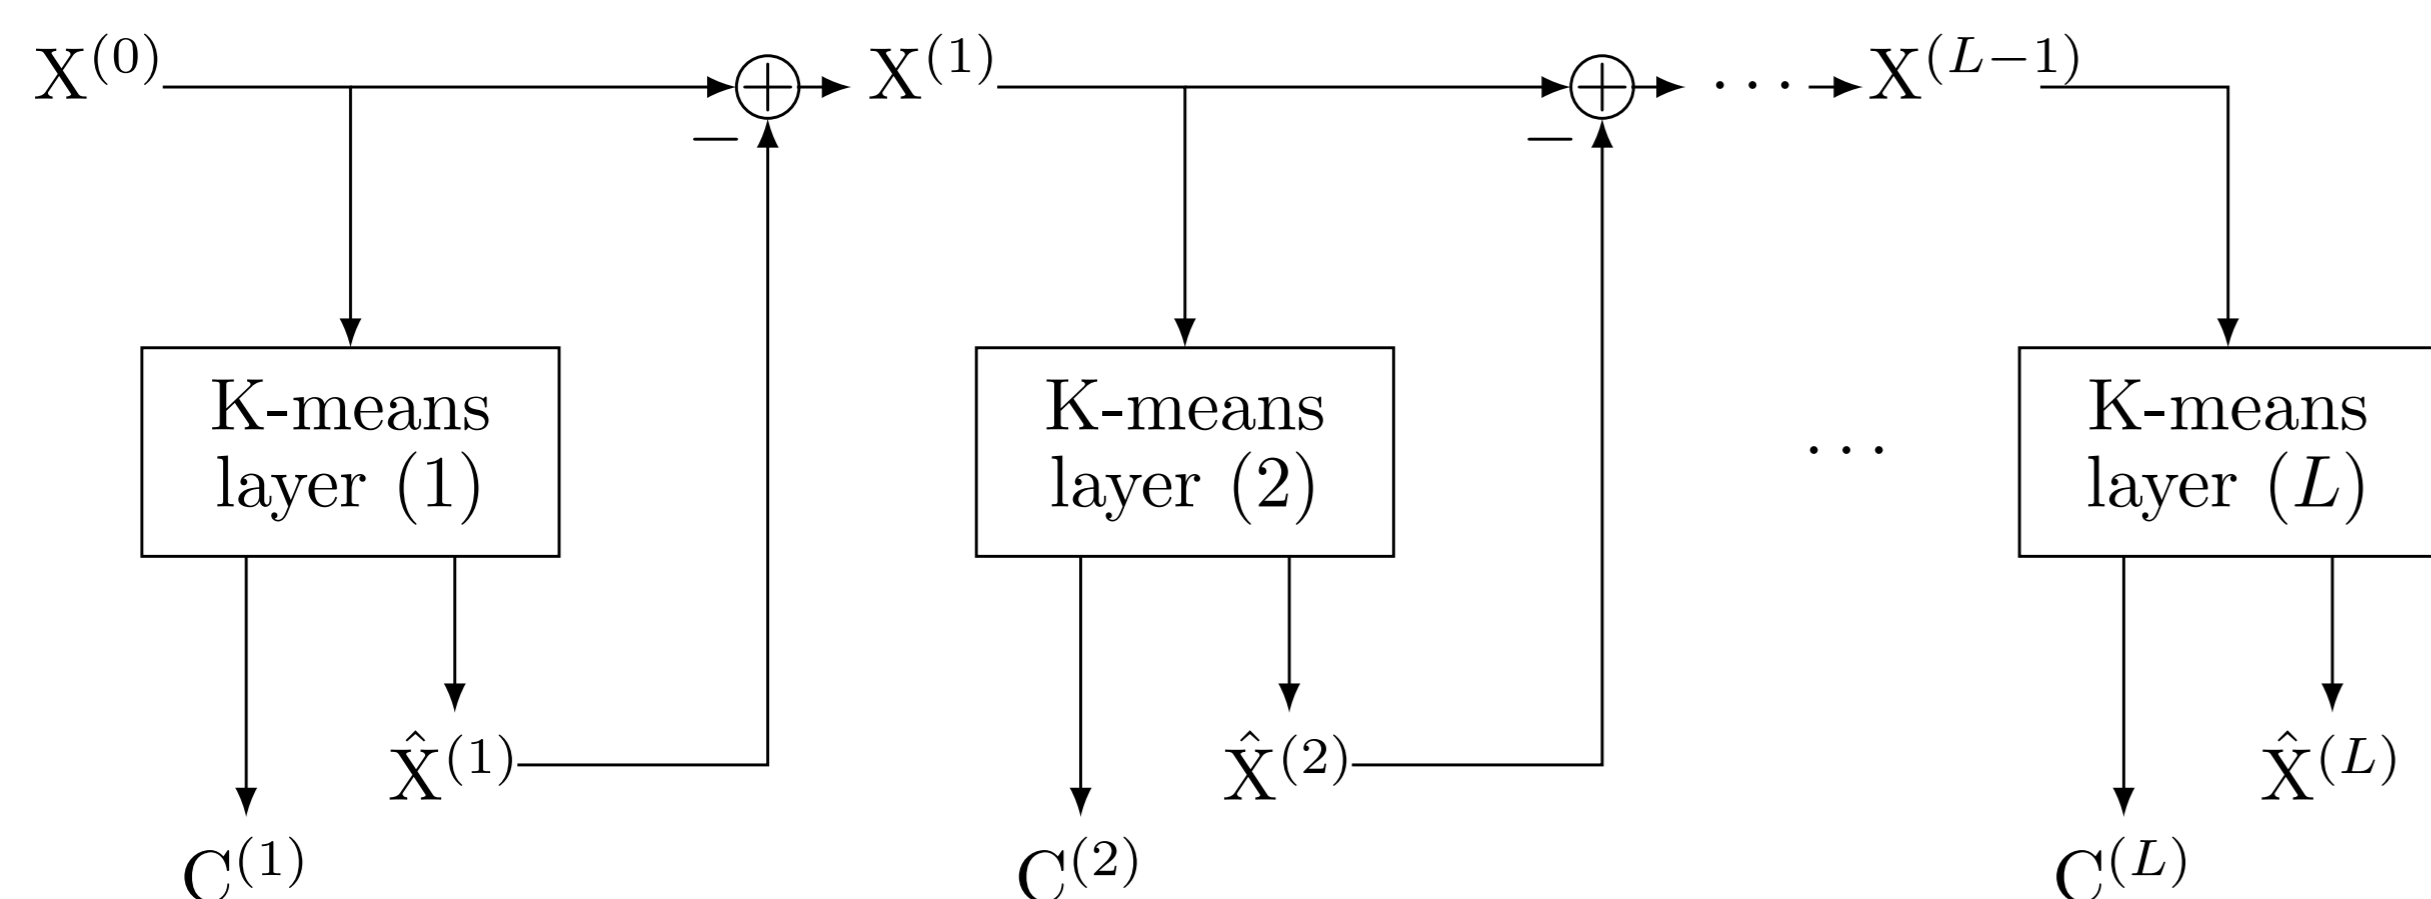 X^(0) X^(1) ··· X^(L−1)
− −
K-means
layer (1)
K-means
layer (2)
···
K-means
layer (L)
X̂^(1) X̂^(2) X̂^(L)
C^(1) C^(2) C^(L)